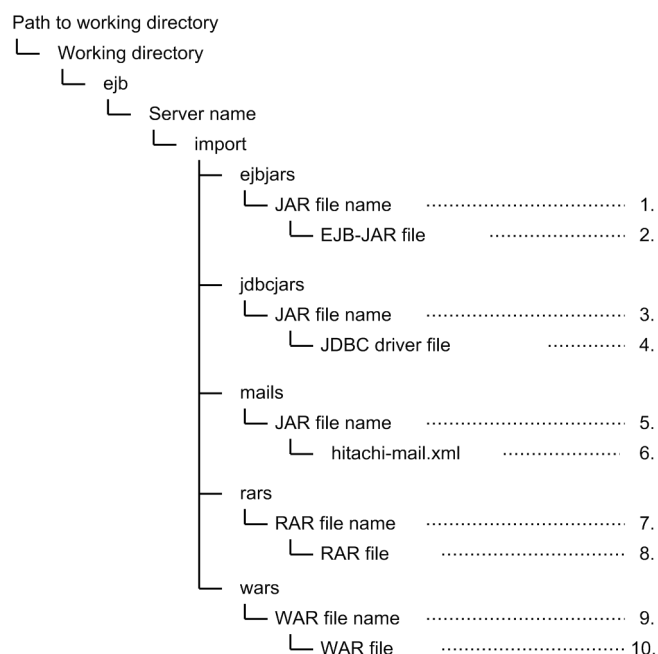 Path to working directory
Working directory
ejb
Server name
import
ejbjars
JAR file name ........................................ 1.
EJB-JAR file ........................... 2.
jdbcjars
JAR file name ........................................ 3.
JDBC driver file ............... 4.
mails
JAR file name ........................................ 5.
hitachi-mail.xml ........................ 6.
rars
RAR file name ........................................ 7.
RAR file ..................................... 8.
wars
WAR file name ........................................ 9.
WAR file ..................................... 10.